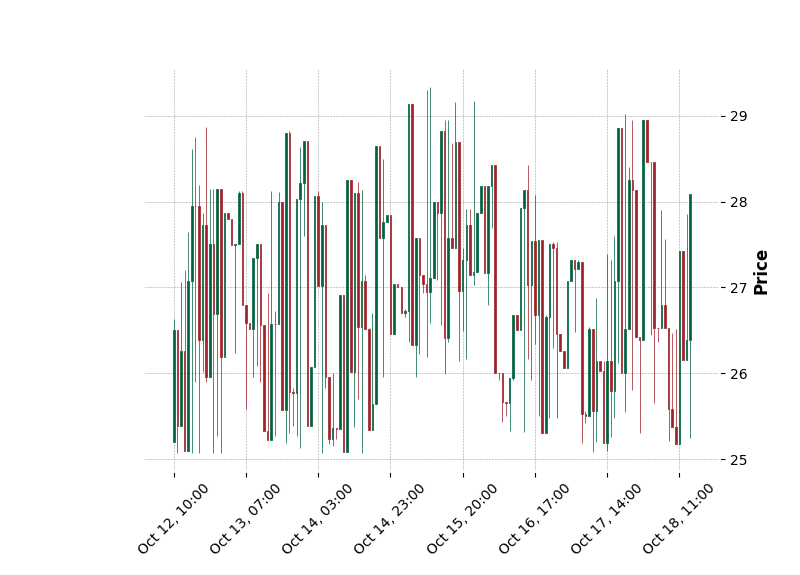 29
28
27
26
25
Price
Oct 12, 10:00
Oct 13, 07:00
Oct 14, 03:00
Oct 14, 23:00
Oct 15, 20:00
Oct 16, 17:00
Oct 17, 14:00
Oct 18, 11:00